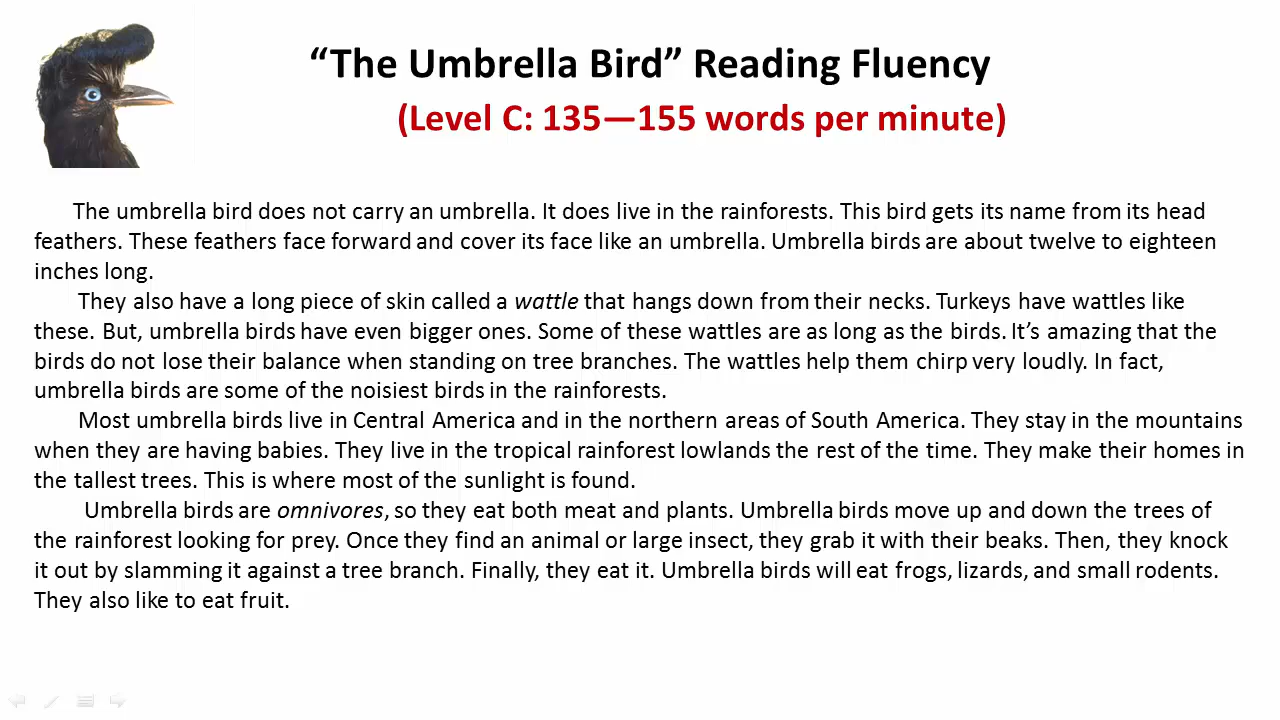 “The Umbrella Bird” Reading Fluency
(Level C: 135—155 words per minute)
The umbrella bird does not carry an umbrella. It does live in the rainforests. This bird gets its name from its head
feathers. These feathers face forward and cover its face like an umbrella. Umbrella birds are about twelve to eighteen
inches long.
They also have a long piece of skin called a wattle that hangs down from their necks. Turkeys have wattles like
these. But, umbrella birds have even bigger ones. Some of these wattles are as long as the birds. It’s amazing that the
birds do not lose their balance when standing on tree branches. The wattles help them chirp very loudly. In fact,
umbrella birds are some of the noisiest birds in the rainforests.
Most umbrella birds live in Central America and in the northern areas of South America. They stay in the mountains
when they are having babies. They live in the tropical rainforest lowlands the rest of the time. They make their homes in
the tallest trees. This is where most of the sunlight is found.
Umbrella birds are omnivores, so they eat both meat and plants. Umbrella birds move up and down the trees of
the rainforest looking for prey. Once they find an animal or large insect, they grab it with their beaks. Then, they knock
it out by slamming it against a tree branch. Finally, they eat it. Umbrella birds will eat frogs, lizards, and small rodents.
They also like to eat fruit.